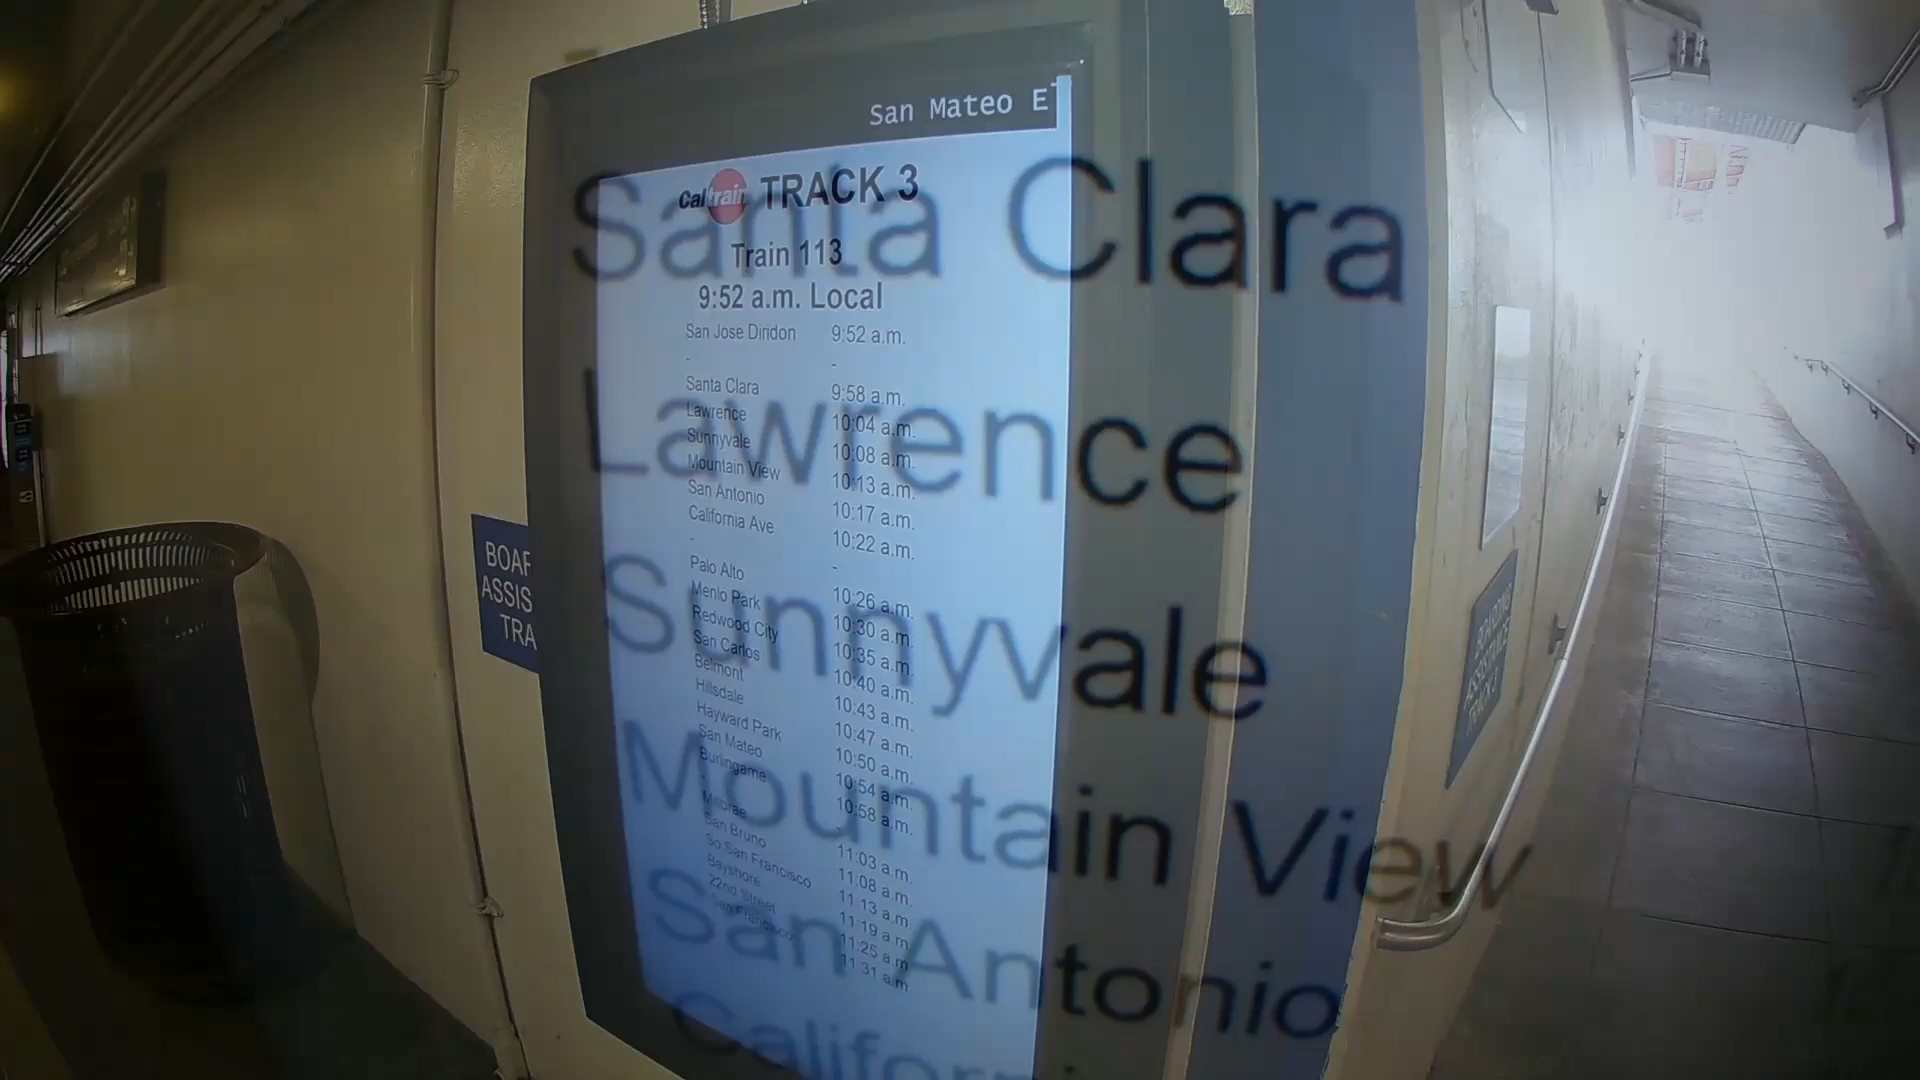 San Mateo E
Caltrain TRACK 3
Train 113
9:52 a.m. Local
San Jose Diridon 9:52 a.m.
- -
Santa Clara 9:58 a.m.
Lawrence 10:04 a.m.
Sunnyvale 10:08 a.m.
Mountain View 10:13 a.m.
San Antonio 10:17 a.m.
California Ave 10:22 a.m.
- -
Palo Alto 10:26 a.m.
Menlo Park 10:30 a.m.
Redwood City 10:35 a.m.
San Carlos 10:40 a.m.
Belmont 10:43 a.m.
Hillsdale 10:47 a.m.
Hayward Park 10:50 a.m.
San Mateo 10:54 a.m.
Burlingame 10:58 a.m.
- -
Millbrae 11:03 a.m.
San Bruno 11:08 a.m.
So San Francisco 11:13 a.m.
Bayshore 11:19 a.m
22nd Street 11:25 a.m
San Francisco 11:31 a.m
Santa Clara
Lawrence
Sunnyvale
Mountain View
San Antonio
Californi
BOAR
ASSIS
TRA
BOARDING
ASSISTANCE
TRACK